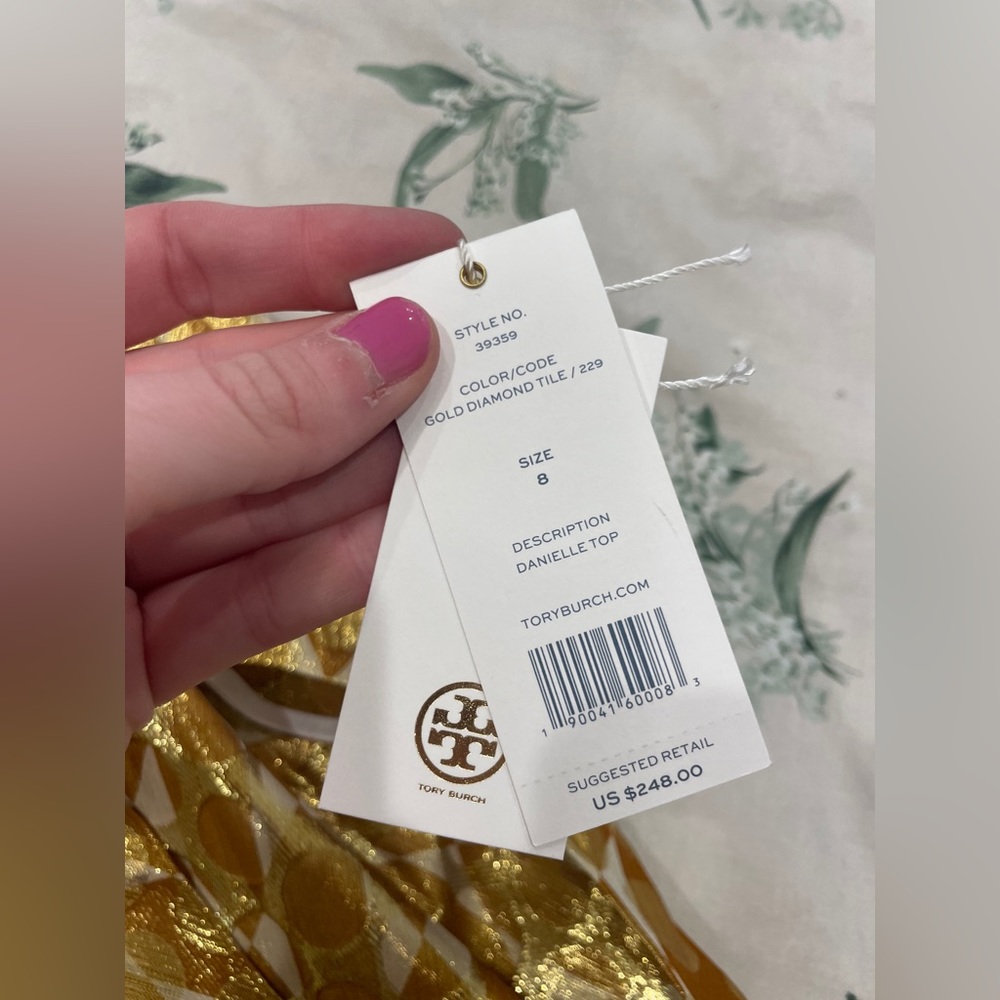 STYLE NO.
39359
COLOR/CODE
GOLD DIAMOND TILE / 229
SIZE
8
DESCRIPTION
DANIELLE TOP
TORYBURCH.COM
1 90041 60008 3
SUGGESTED RETAIL
US $248.00
TORY BURCH